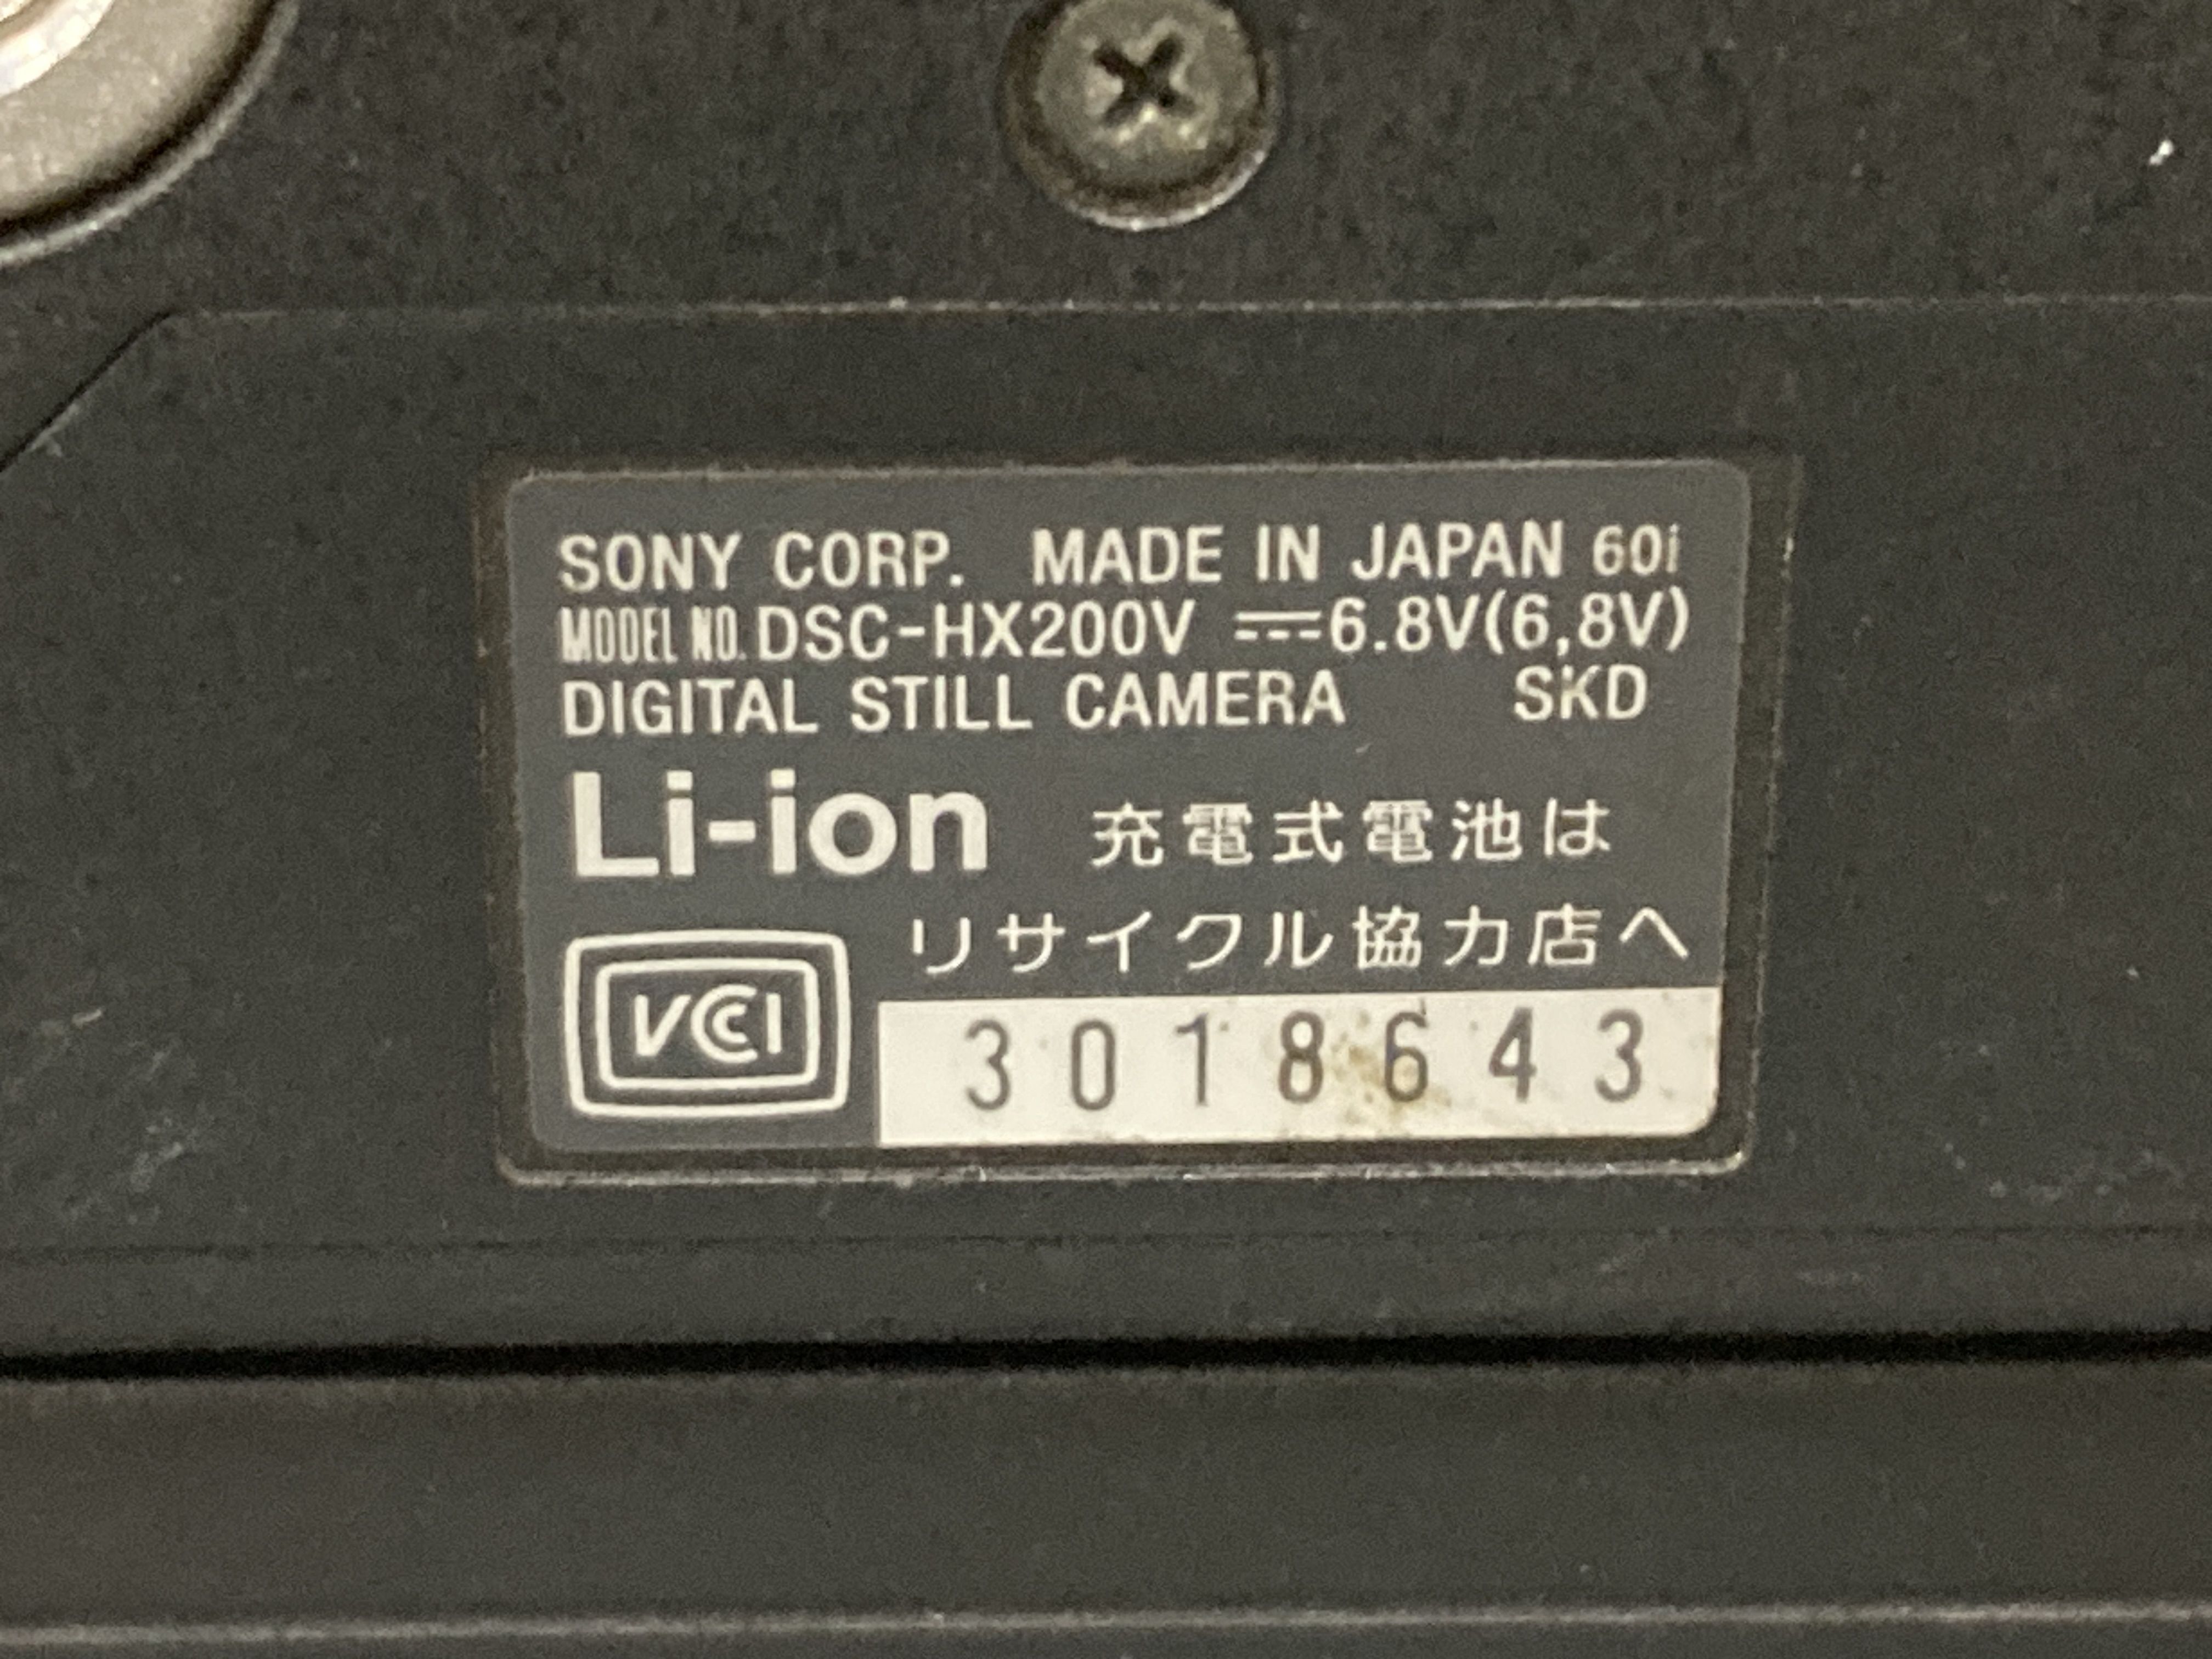 SONY CORP. MADE IN JAPAN 60i
MODEL NO. DSC-HX200V ⎓6.8V(6,8V)
DIGITAL STILL CAMERA SKD
Li-ion 充電式電池は
リサイクル協力店へ
VCCI
3018643